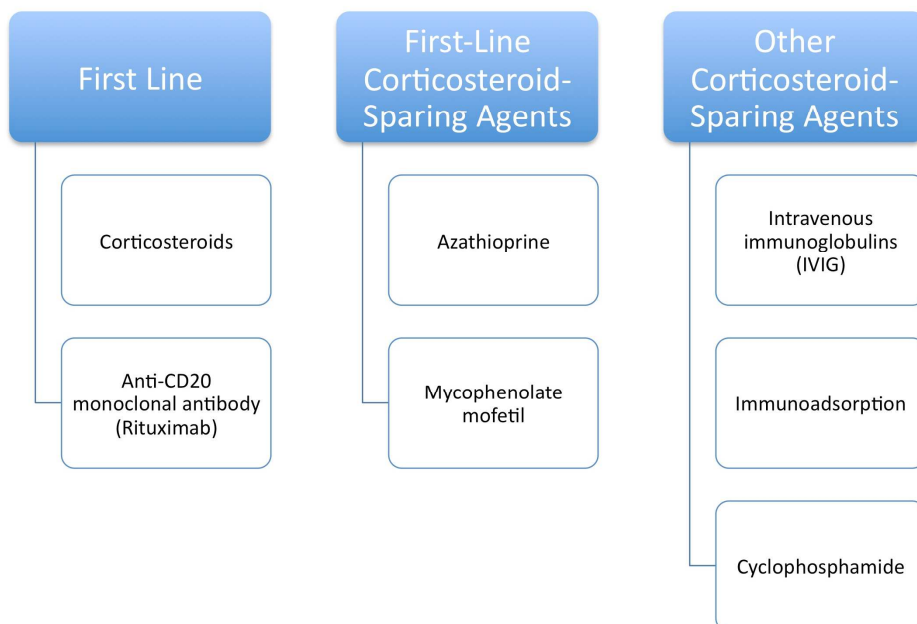 First Line
Corticosteroids
Anti-CD20
monoclonal antibody
(Rituximab)
First-Line
Corticosteroid-
Sparing Agents
Azathioprine
Mycophenolate
mofetil
Other
Corticosteroid-
Sparing Agents
Intravenous
immunoglobulins
(IVIG)
Immunoadsorption
Cyclophosphamide